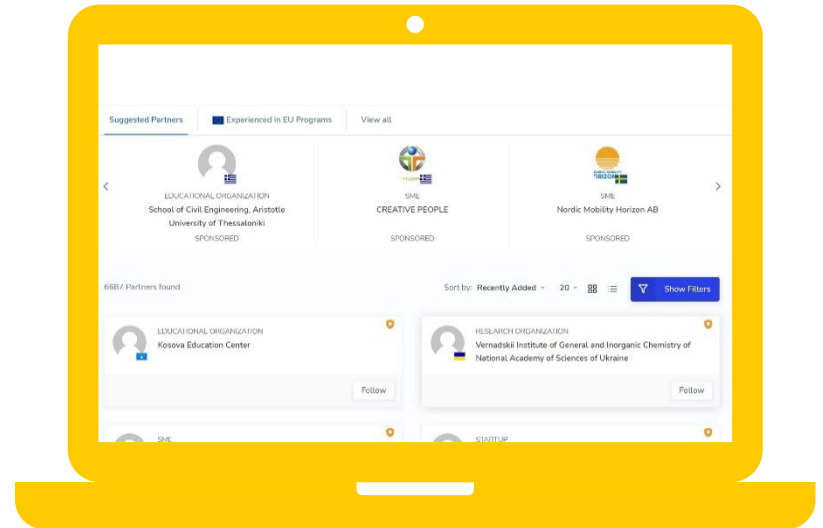 Suggested Partners
Experienced in EU Programs
View all
EDUCATIONAL ORGANIZATION
School of Civil Engineering, Aristotle
University of Thessaloniki
SPONSORED
SME
CREATIVE PEOPLE
SPONSORED
SME
Nordic Mobility Horizon AB
SPONSORED
6687 Partners found
Sort by: Recently Added
20
Show Filters
EDUCATIONAL ORGANIZATION
Kosova Education Center
Follow
RESEARCH ORGANIZATION
Vernadskii Institute of General and Inorganic Chemistry of
National Academy of Sciences of Ukraine
Follow
SME
STARTUP